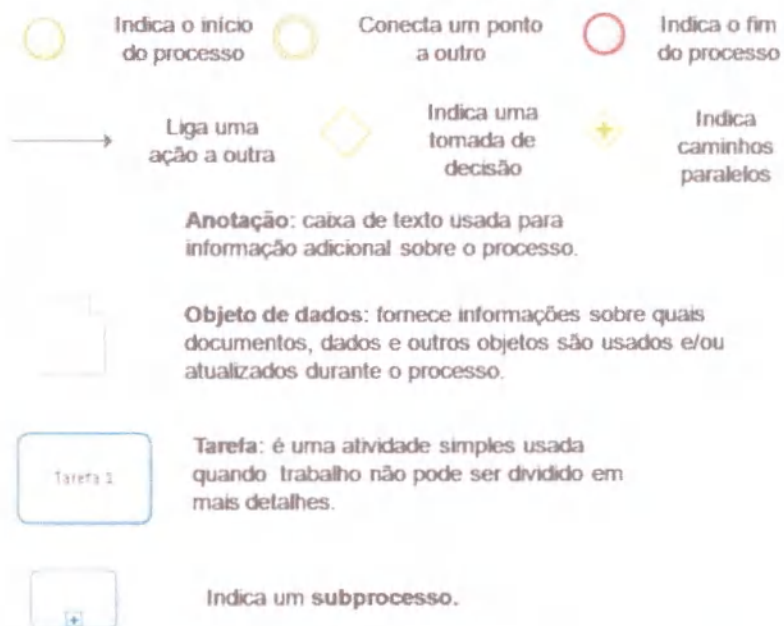 Indica o início
do processo
Conecta um ponto
a outro
Indica o fim
do processo
Liga uma
ação a outra
Indica uma
tomada de
decisão
Indica
caminhos
paralelos
Anotação: caixa de texto usada para
informação adicional sobre o processo.
Objeto de dados: fornece informações sobre quais
documentos, dados e outros objetos são usados e/ou
atualizados durante o processo.
Tarefa 1
Tarefa: é uma atividade simples usada
quando trabalho não pode ser dividido em
mais detalhes.
Indica um subprocesso.